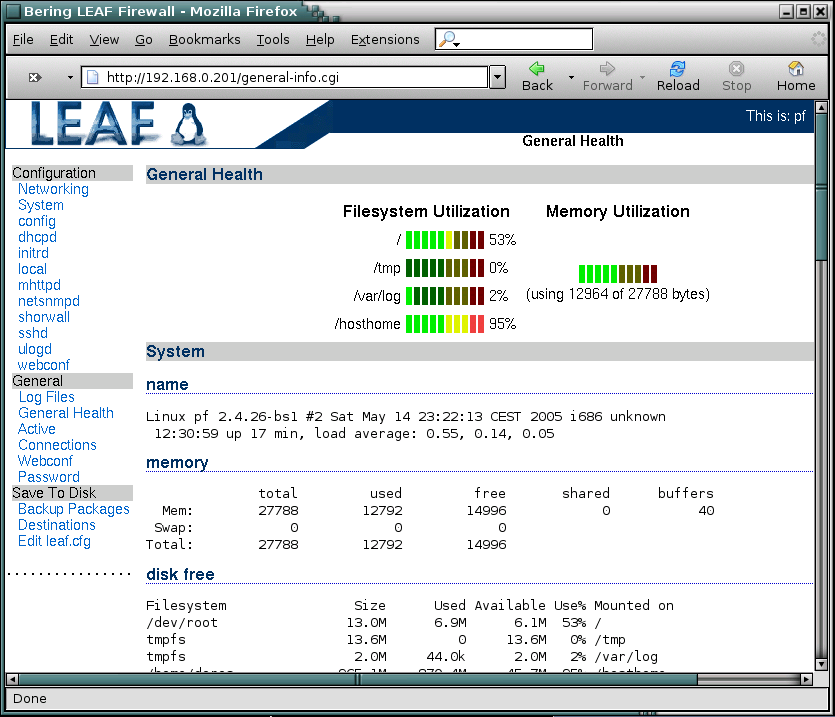 Bering LEAF Firewall - Mozilla Firefox
File Edit View Go Bookmarks Tools Help Extensions
http://192.168.0.201/general-info.cgi
Back Forward Reload Stop Home
LEAF
This is: pf
General Health
Configuration
Networking
System
config
dhcpd
initrd
local
mhttpd
netsnmpd
shorwall
sshd
ulogd
webconf
General
Log Files
General Health
Active
Connections
Webconf
Password
Save To Disk
Backup Packages
Destinations
Edit leaf.cfg
General Health
Filesystem Utilization
/ 53%
/tmp 0%
/var/log 2%
/hosthome 95%
Memory Utilization
(using 12964 of 27788 bytes)
System
name
Linux pf 2.4.26-bs1 #2 Sat May 14 23:22:13 CEST 2005 i686 unknown
12:30:59 up 17 min, load average: 0.55, 0.14, 0.05
memory
total used free shared buffers
Mem: 27788 12792 14996 0 40
Swap: 0 0 0
Total: 27788 12792 14996
disk free
Filesystem Size Used Available Use% Mounted on
/dev/root 13.0M 6.9M 6.1M 53% /
tmpfs 13.6M 0 13.6M 0% /tmp
tmpfs 2.0M 44.0k 2.0M 2% /var/log
Done